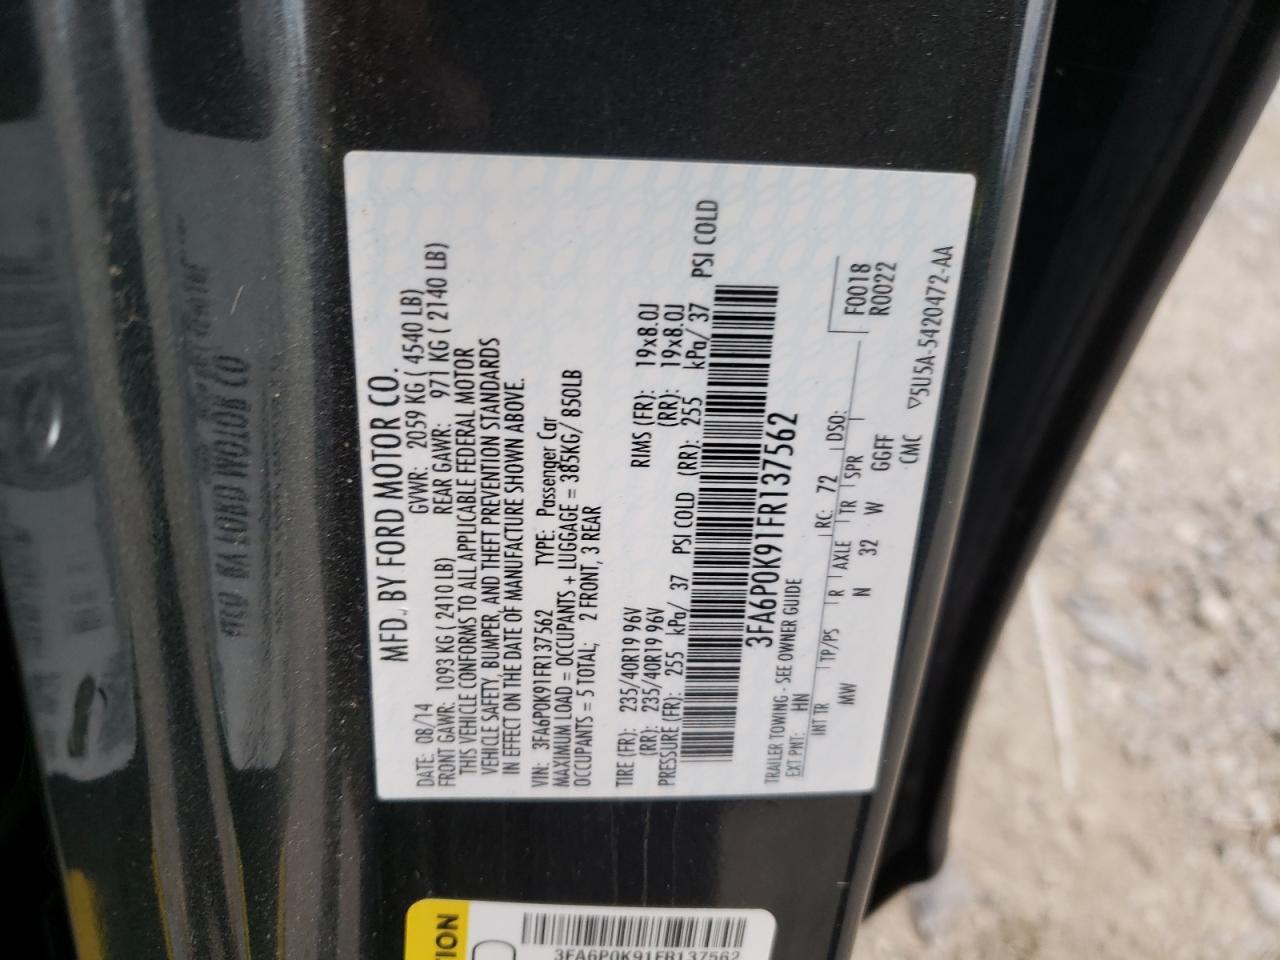 MFD. BY FORD MOTOR CO.
DATE: 08/14 GVWR: 2059 KG ( 4540 LB)
FRONT GAWR: 1093 KG ( 2410 LB) REAR GAWR: 971 KG ( 2140 LB)
THIS VEHICLE CONFORMS TO ALL APPLICABLE FEDERAL MOTOR
VEHICLE SAFETY, BUMPER, AND THEFT PREVENTION STANDARDS
IN EFFECT ON THE DATE OF MANUFACTURE SHOWN ABOVE.
VIN: 3FA6P0K91FR137562 TYPE: Passenger Car
MAXIMUM LOAD = OCCUPANTS + LUGGAGE = 385KG/ 850LB
OCCUPANTS = 5 TOTAL; 2 FRONT, 3 REAR
TIRE (FR): 235/40R19 96V RIMS (FR): 19x8.0J
(RR): 235/40R19 96V (RR): 19x8.0J
PRESSURE (FR): 255 kPa/ 37 PSI COLD (RR): 255 kPa/ 37 PSI COLD
3FA6P0K91FR137562
TRAILER TOWING - SEE OWNER GUIDE
EXT PNT: HN RC: 72 DSO: F0018
R0022
INT TR TP/PS R AXLE TR SPR
MW N 32 W GGFF
CMC
▽5U5A-5420472-AA
TION
3FA6P0K91FR137562